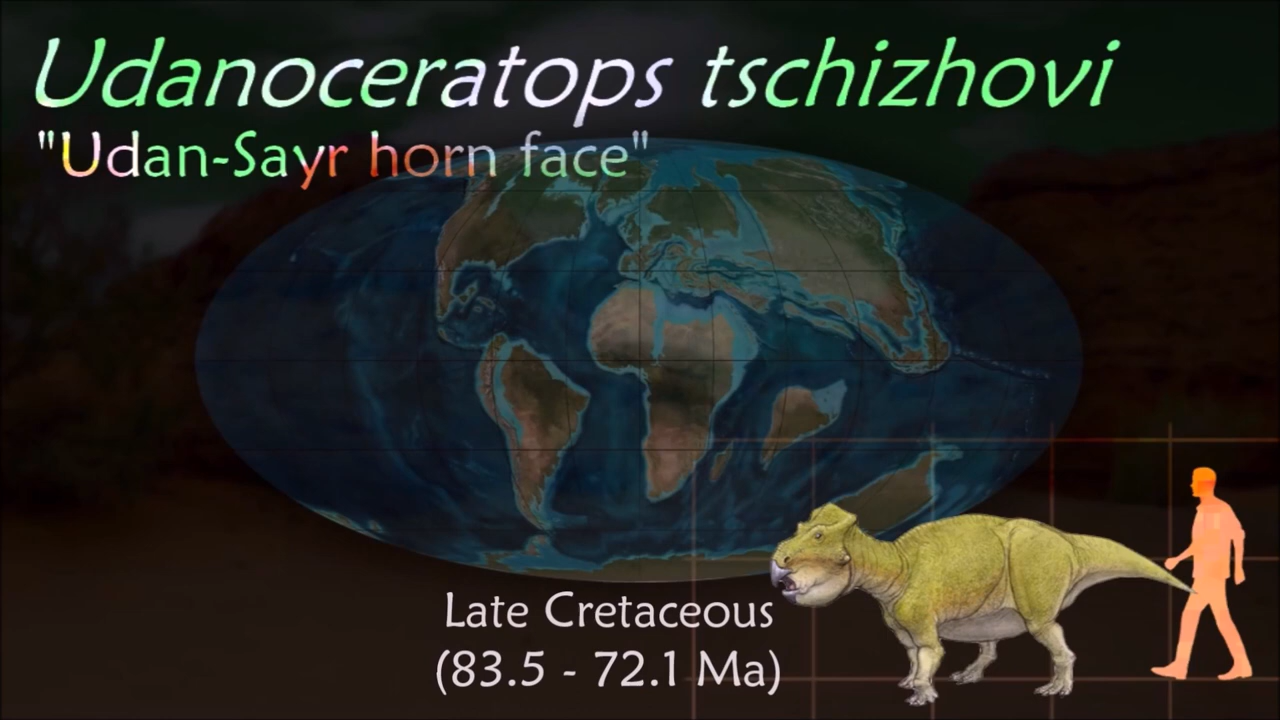 Udanoceratops tschizhovi
"Udan-Sayr horn face"
Late Cretaceous
(83.5 - 72.1 Ma)